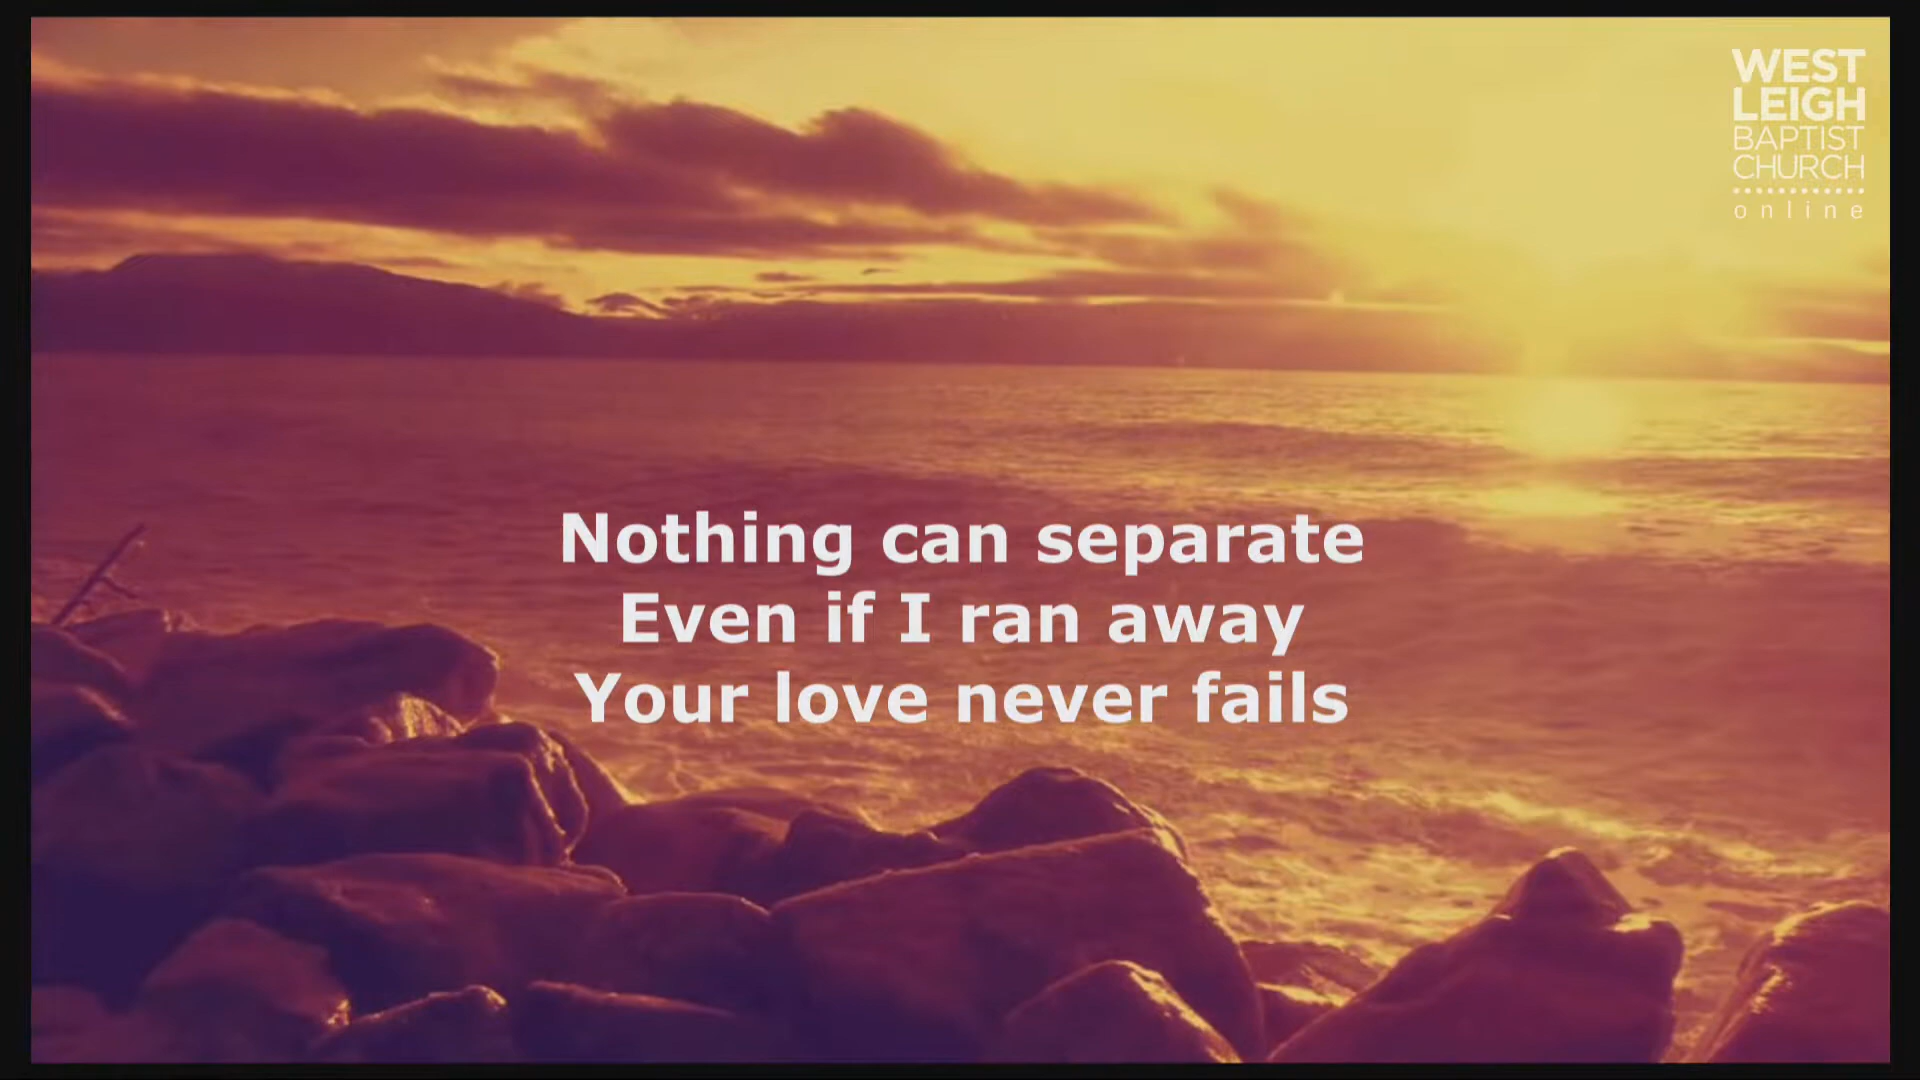 WEST
LEIGH
BAPTIST
CHURCH
online
Nothing can separate
Even if I ran away
Your love never fails